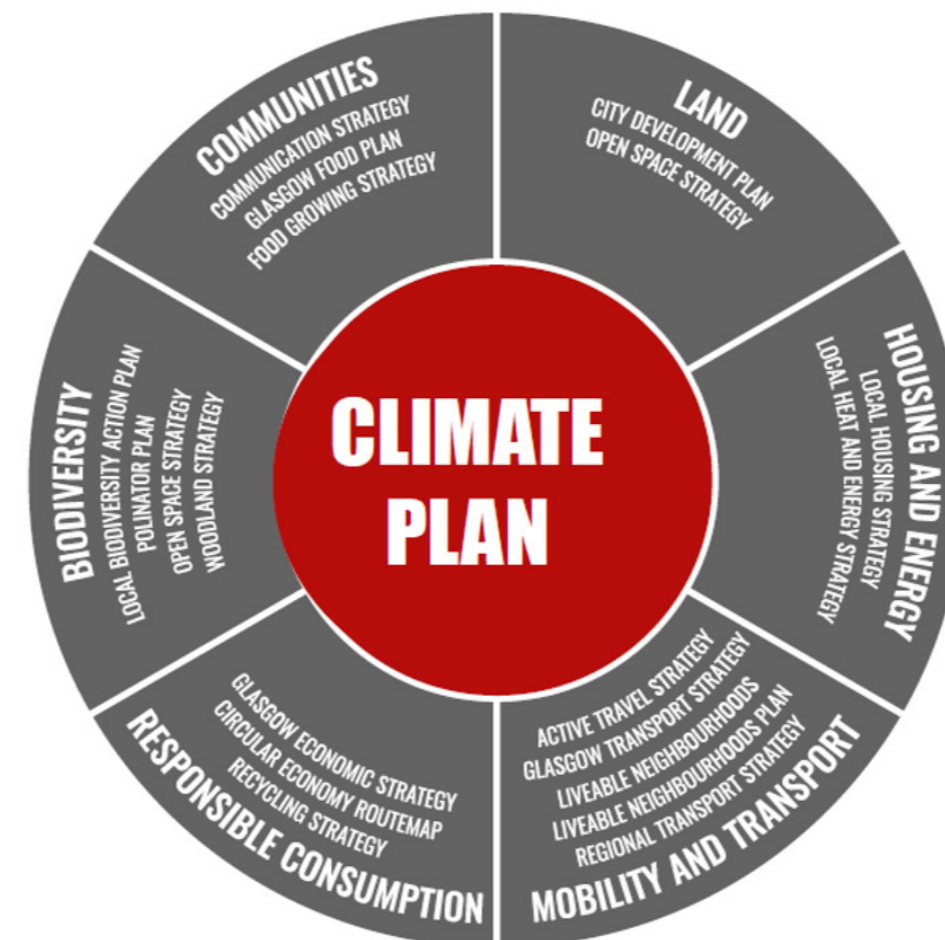 CLIMATE
PLAN
COMMUNITIES
COMMUNICATION STRATEGY
GLASGOW FOOD PLAN
FOOD GROWING STRATEGY
LAND
CITY DEVELOPMENT PLAN
OPEN SPACE STRATEGY
HOUSING AND ENERGY
LOCAL HOUSING STRATEGY
LOCAL HEAT AND ENERGY STRATEGY
ACTIVE TRAVEL STRATEGY
GLASGOW TRANSPORT STRATEGY
LIVEABLE NEIGHBOURHOODS
LIVEABLE NEIGHBOURHOODS PLAN
REGIONAL TRANSPORT STRATEGY
MOBILITY AND TRANSPORT
GLASGOW ECONOMIC STRATEGY
CIRCULAR ECONOMY ROUTEMAP
RECYCLING STRATEGY
RESPONSIBLE CONSUMPTION
BIODIVERSITY
LOCAL BIODIVERSITY ACTION PLAN
POLINATOR PLAN
OPEN SPACE STRATEGY
WOODLAND STRATEGY